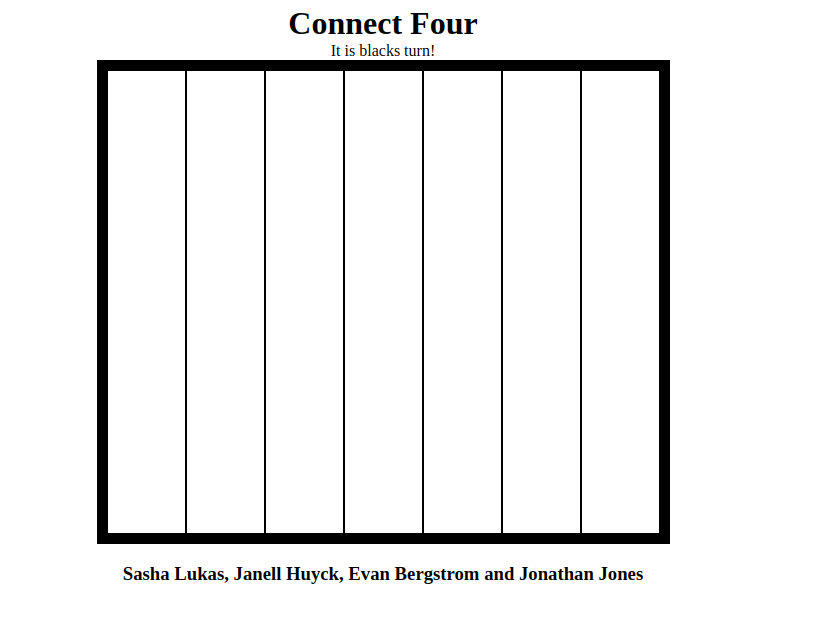 Connect Four
It is blacks turn!
Sasha Lukas, Janell Huyck, Evan Bergstrom and Jonathan Jones